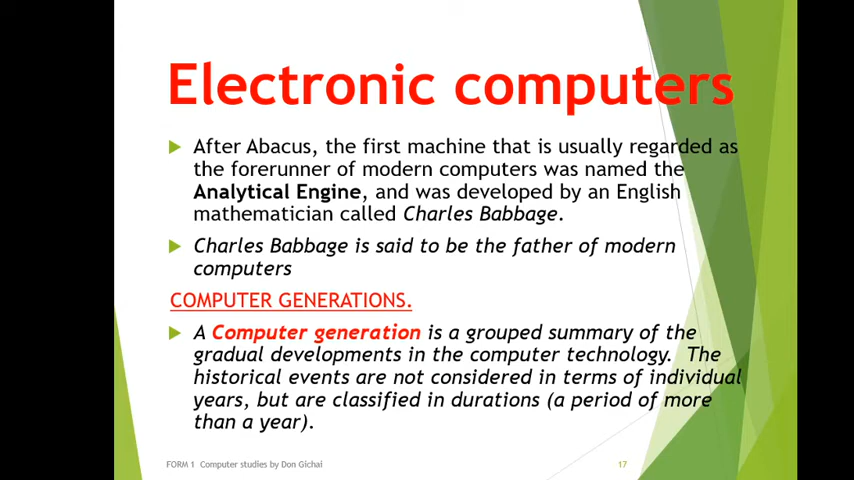 Electronic computers
After Abacus, the first machine that is usually regarded as
the forerunner of modern computers was named the
Analytical Engine, and was developed by an English
mathematician called Charles Babbage.
Charles Babbage is said to be the father of modern
computers
COMPUTER GENERATIONS.
A Computer generation is a grouped summary of the
gradual developments in the computer technology. The
historical events are not considered in terms of individual
years, but are classified in durations (a period of more
than a year).
FORM 1 Computer studies by Don Gichai
17